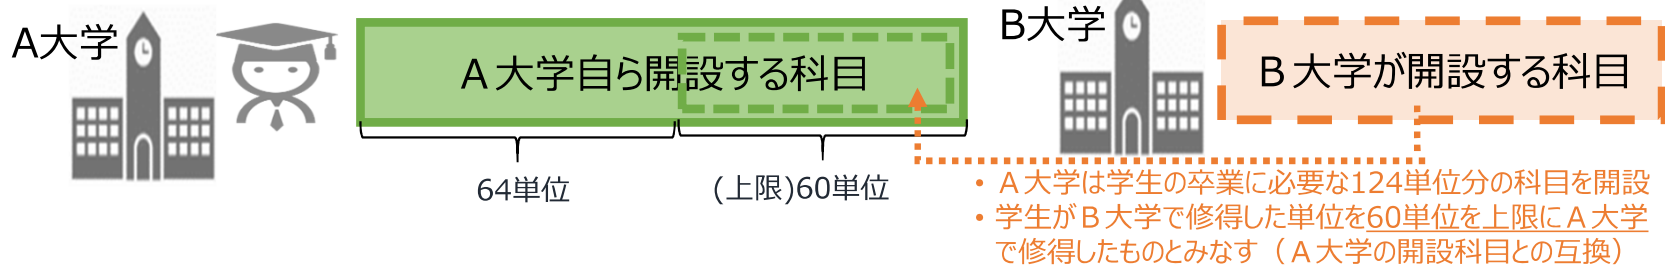 A大学
A大学自ら開設する科目
64単位
(上限)60単位
B大学
B大学が開設する科目
• A大学は学生の卒業に必要な124単位分の科目を開設
• 学生がB大学で修得した単位を60単位を上限にA大学
で修得したものとみなす（A大学の開設科目との互換）